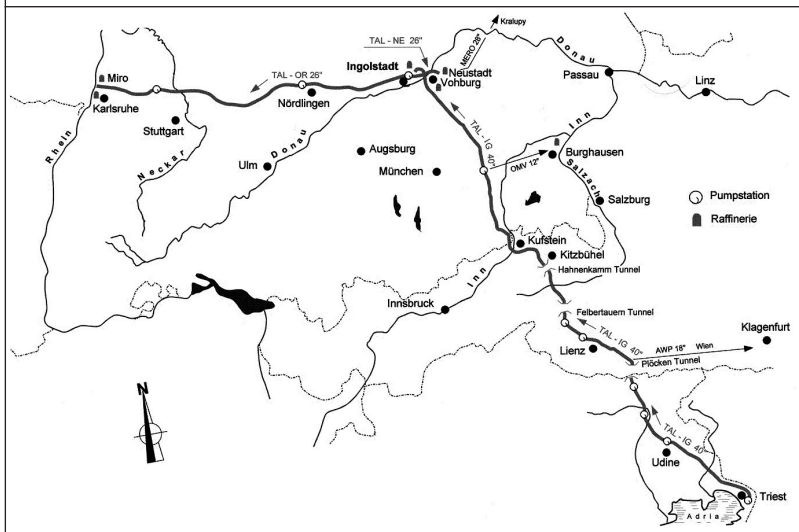 Kralupy
TAL-NE 26"
MERO 28"
Donau
TAL-OR 26"
Ingolstadt
Neustadt
Vohburg
Passau
Linz
Miro
Karlsruhe
Nördlingen
Stuttgart
Rhein
Neckar
Ulm
Donau
Augsburg
München
TAL-IG 40"
OMV 12"
Inn
Burghausen
Salzach
Salzburg
Pumpstation
Raffinerie
Kufstein
Kitzbühel
Hahnenkamm Tunnel
Inn
Innsbruck
Felbertauern Tunnel
TAL-IG 40"
Lienz
Klagenfurt
AWP 18" Wien
Plöcken Tunnel
N
TAL-IG 40"
Udine
Triest
Adria